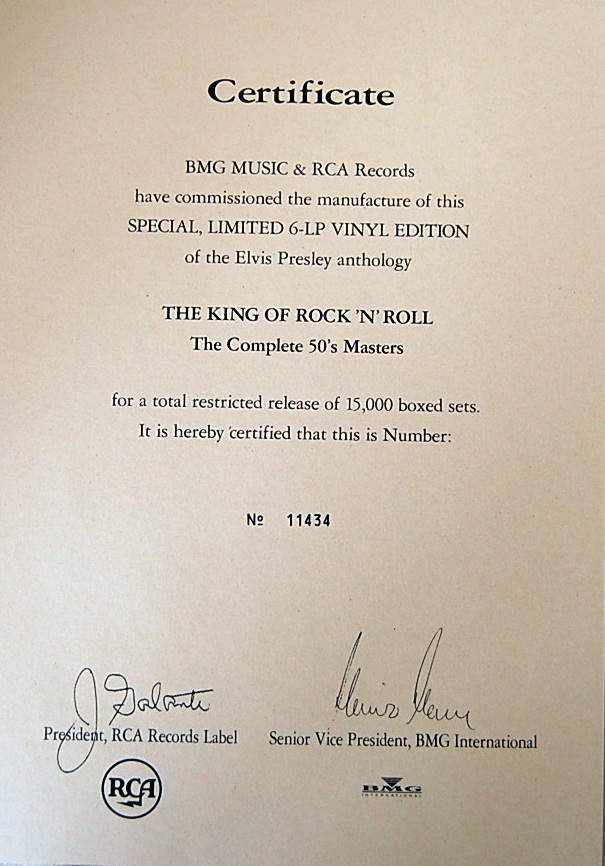 Certificate
BMG MUSIC & RCA Records
have commissioned the manufacture of this
SPECIAL, LIMITED 6-LP VINYL EDITION
of the Elvis Presley anthology
THE KING OF ROCK 'N' ROLL
The Complete 50's Masters
for a total restricted release of 15,000 boxed sets.
It is hereby certified that this is Number:
Nº 11434
J Galante
President, RCA Records Label
Senior Vice President, BMG International
RCA
BMG
INTERNATIONAL